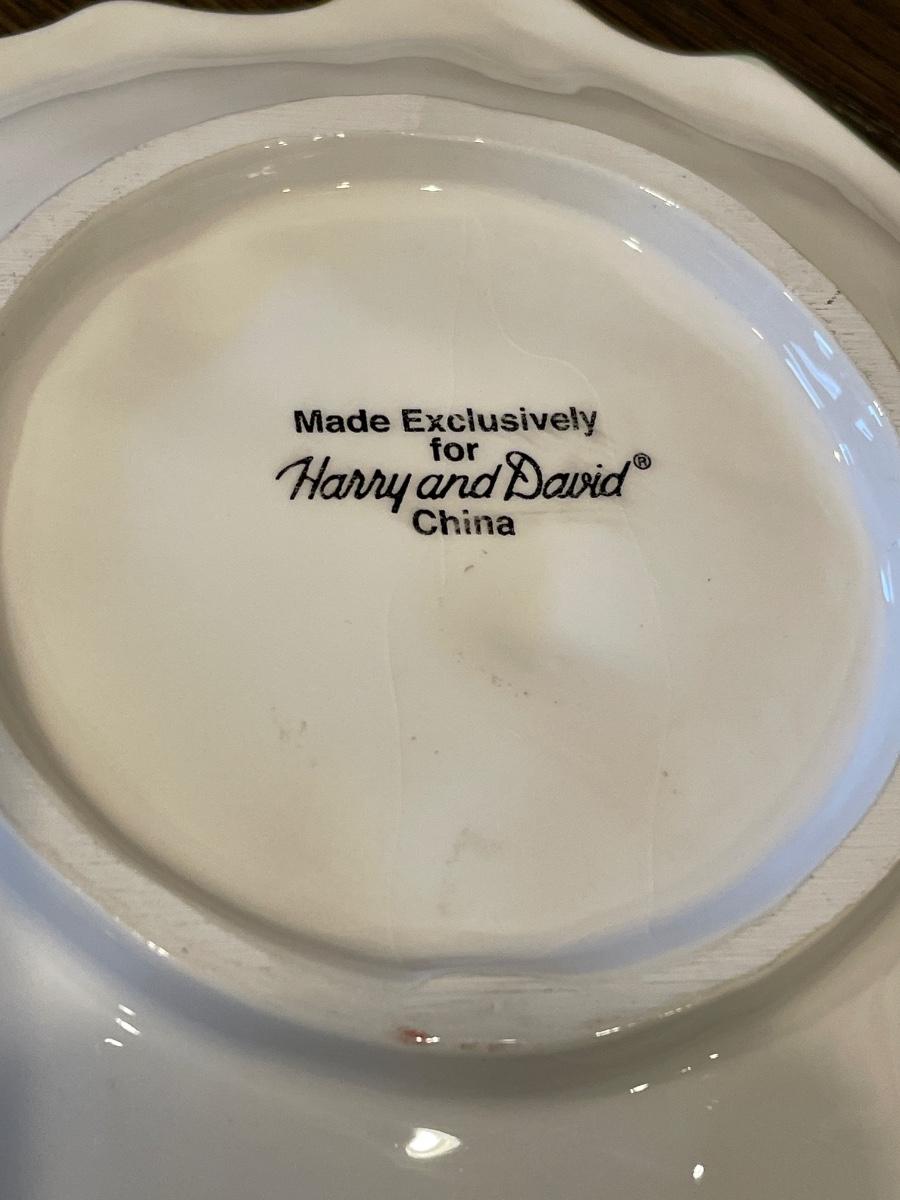 Made Exclusively
for
Harry and David®
China